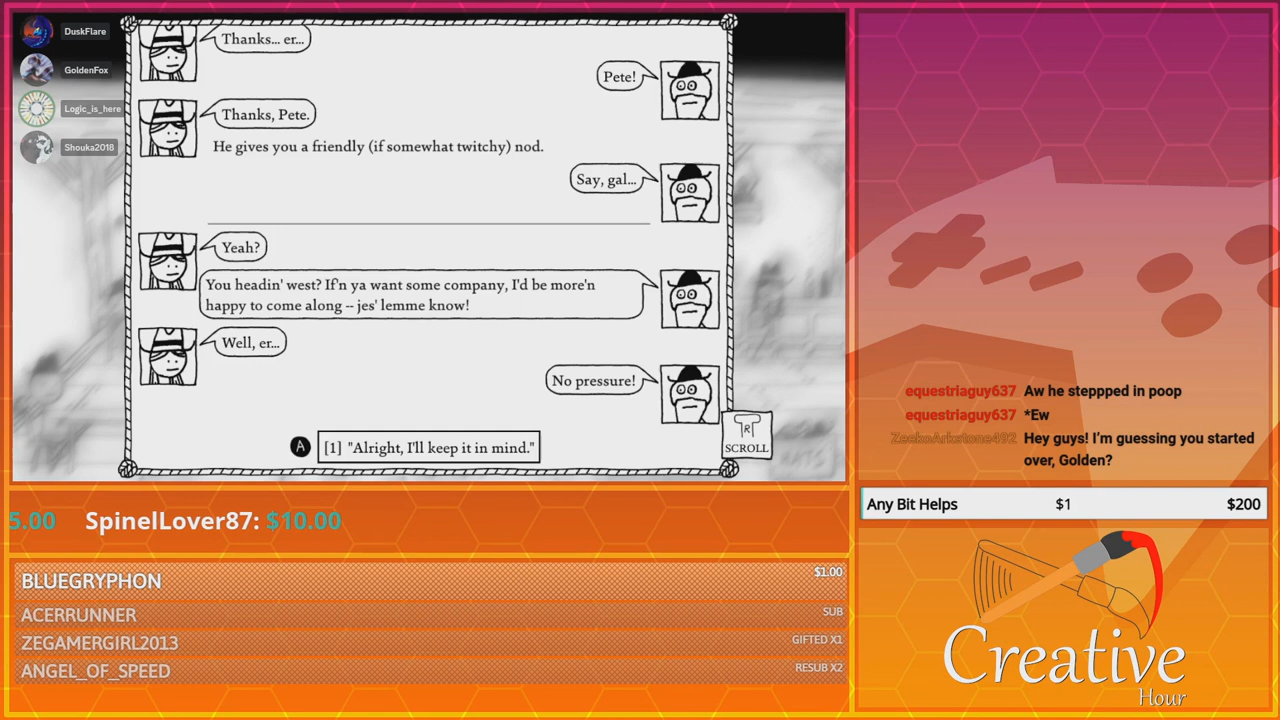 DuskFlare
GoldenFox
Logic_is_here
Shouka2018
Thanks... er...
Pete!
Thanks, Pete.
He gives you a friendly (if somewhat twitchy) nod.
Say, gal...
Yeah?
You headin' west? If'n ya want some company, I'd be more'n
happy to come along -- jes' lemme know!
Well, er...
No pressure!
A [1] "Alright, I'll keep it in mind."
R
SCROLL
equestriaguy637 Aw he steppped in poop
equestriaguy637 *Ew
ZeekoArkstone492 Hey guys! I'm guessing you started
over, Golden?
Any Bit Helps $1 $200
5.00 SpinelLover87: $10.00
BLUEGRYPHON $1.00
ACERRUNNER SUB
ZEGAMERGIRL2013 GIFTED X1
ANGEL_OF_SPEED RESUB X2
Creative
Hour